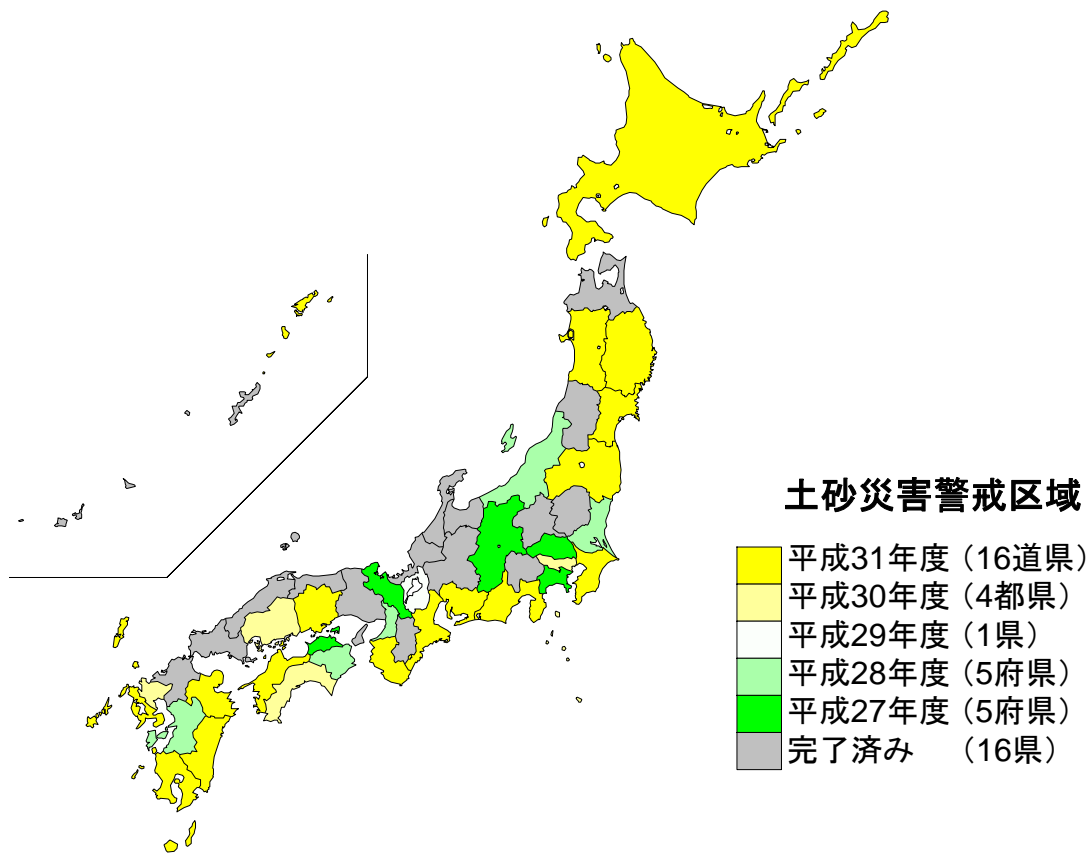 土砂災害警戒区域
平成31年度（16道県）
平成30年度（4都県）
平成29年度（1県）
平成28年度（5府県）
平成27年度（5府県）
完了済み　（16県）